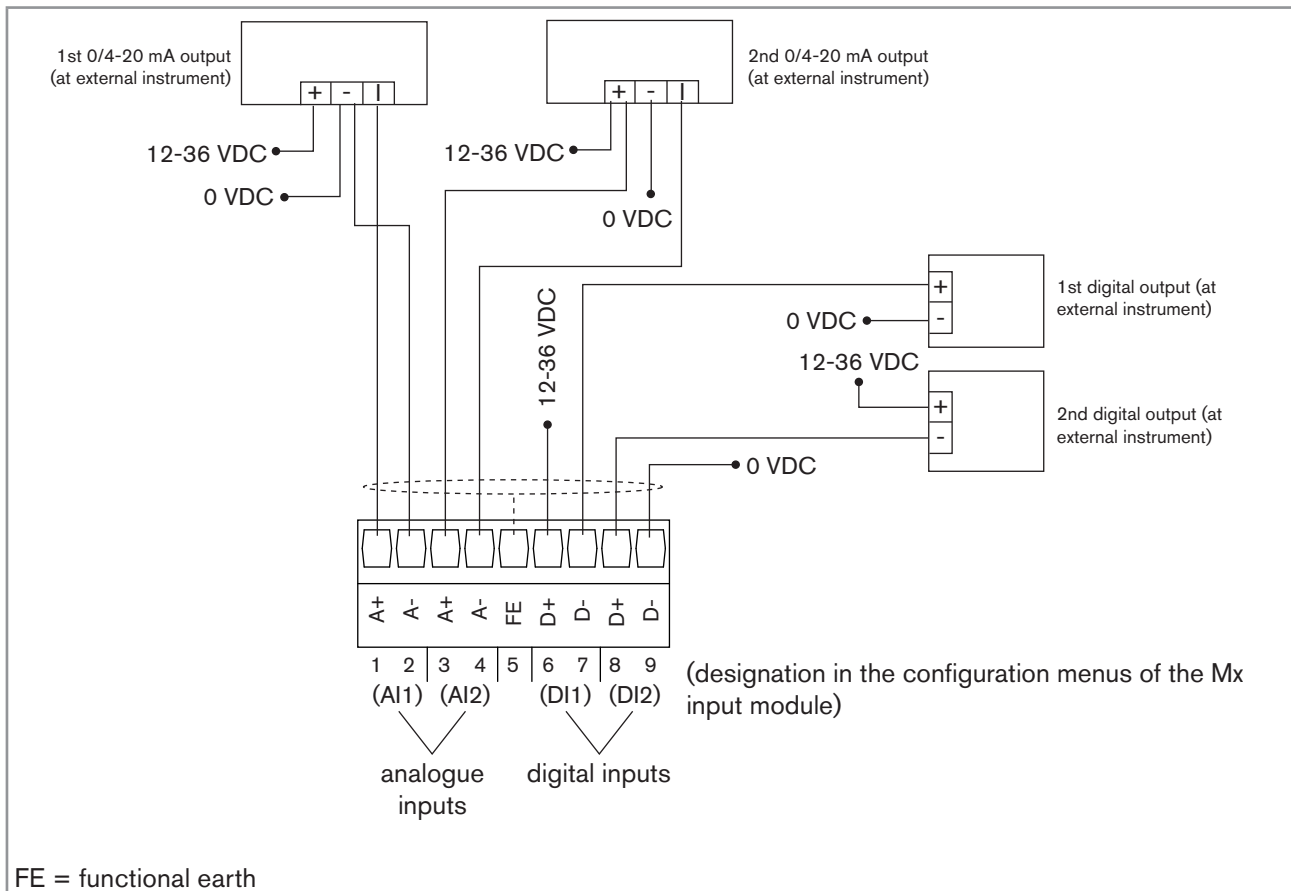 1st 0/4-20 mA output
(at external instrument)
+ - I
12-36 VDC
0 VDC
2nd 0/4-20 mA output
(at external instrument)
+ - I
12-36 VDC
0 VDC
1st digital output (at
external instrument)
+
-
0 VDC
12-36 VDC
2nd digital output (at
external instrument)
+
-
12-36 VDC
0 VDC
A+ A- A+ A- FE D+ D- D+ D-
1 2 3 4 5 6 7 8 9
(AI1) (AI2) (DI1) (DI2)
(designation in the configuration menus of the Mx
input module)
analogue
inputs
digital inputs
FE = functional earth